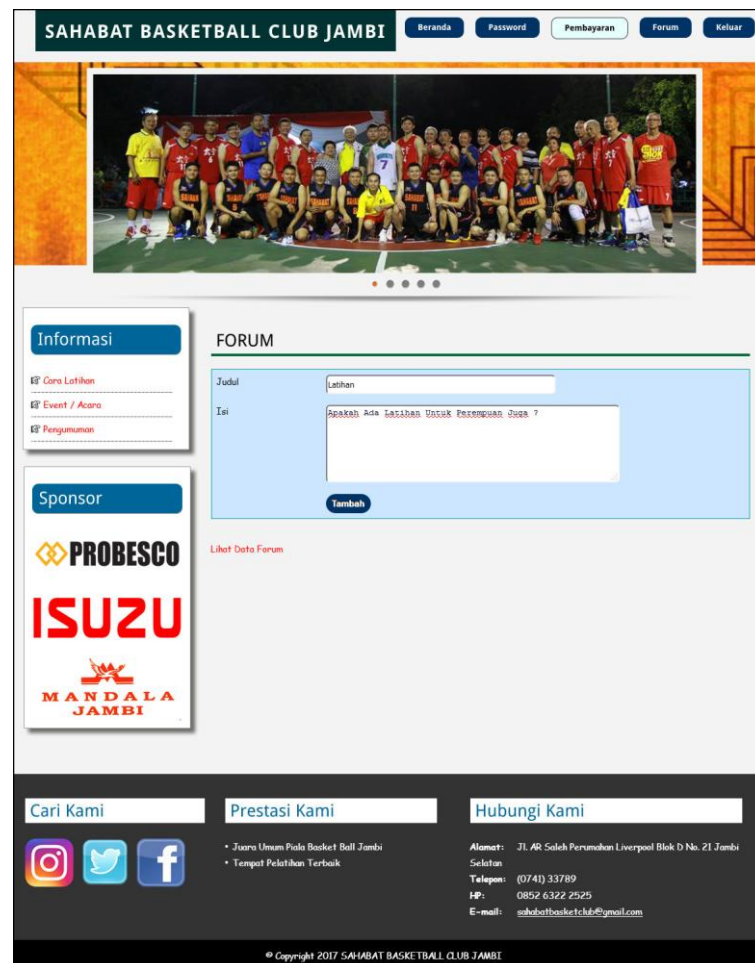 SAHABAT BASKETBALL CLUB JAMBI
Beranda
Password
Pembayaran
Forum
Keluar
Informasi
Cara Latihan
Event / Acara
Pengumuman
Sponsor
PROBESCO
ISUZU
MANDALA
JAMBI
FORUM
Judul
Latihan
Isi
Apakah Ada Latihan Untuk Perempuan Juga ?
Tambah
Lihat Data Forum
Cari Kami
Prestasi Kami
• Juara Umum Piala Basket Ball Jambi
• Tempat Pelatihan Terbaik
Hubungi Kami
Alamat: Jl. AR Saleh Perumahan Liverpool Blok D No. 21 Jambi
Selatan
Telepon: (0741) 33789
HP: 0852 6322 2525
E-mail: sahabatbasketclub@gmail.com
© Copyright 2017 SAHABAT BASKETBALL CLUB JAMBI